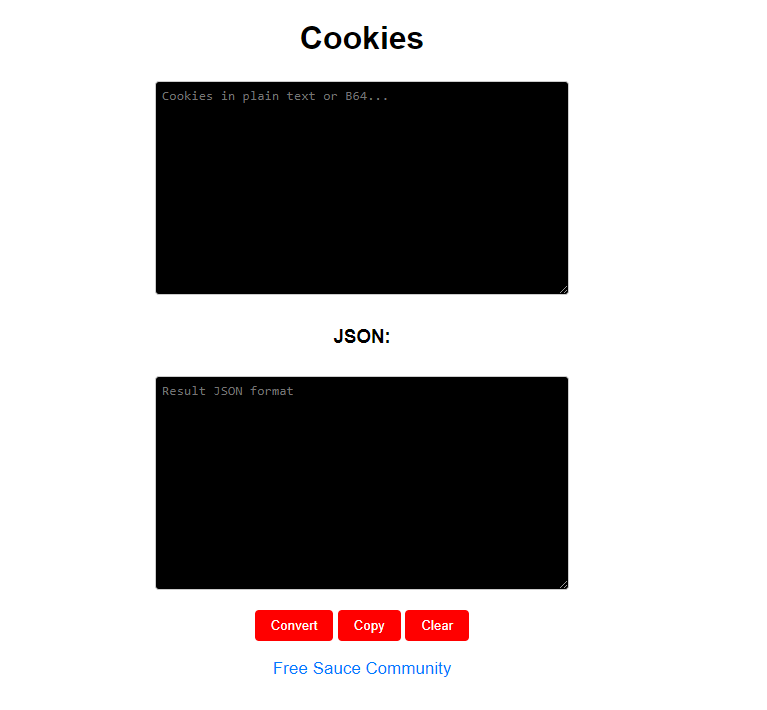 Cookies
Cookies in plain text or B64...
JSON:
Result JSON format
Convert Copy Clear
Free Sauce Community